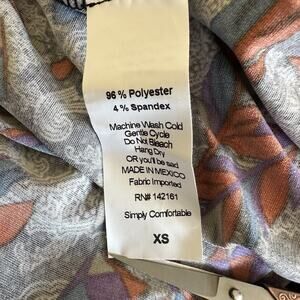 96 % Polyester
4 % Spandex
Machine Wash Cold
Gentle Cycle
Do Not Bleach
Hang Dry
OR you'll be sad
MADE IN MEXICO
Fabric Imported
RN# 142161
Simply Comfortable
XS